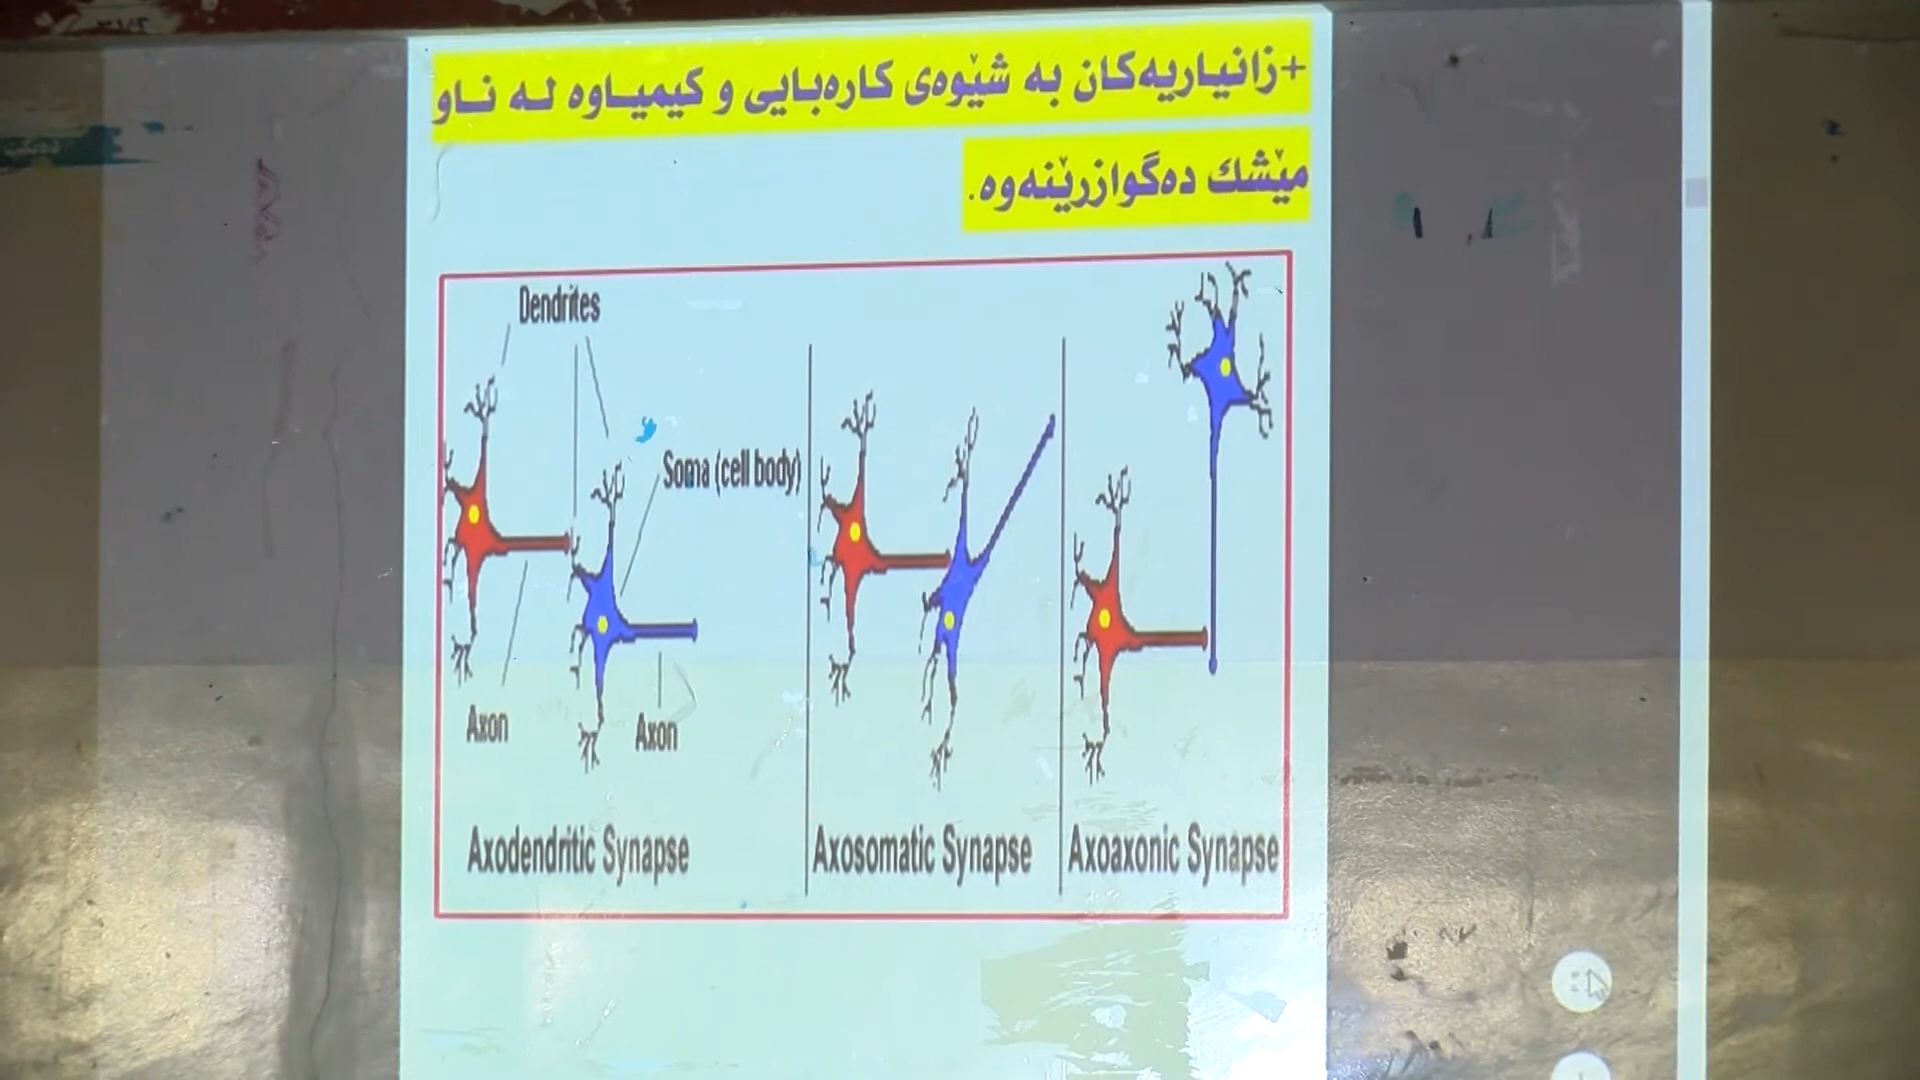 +زانیاریەکان بە شێوەی کارەبایی و کیمیاوە لە ناو
مێشك دەگوازرێنەوە.
Dendrites
Soma (cell body)
Axon
Axon
Axodendritic Synapse
Axosomatic Synapse
Axoaxonic Synapse